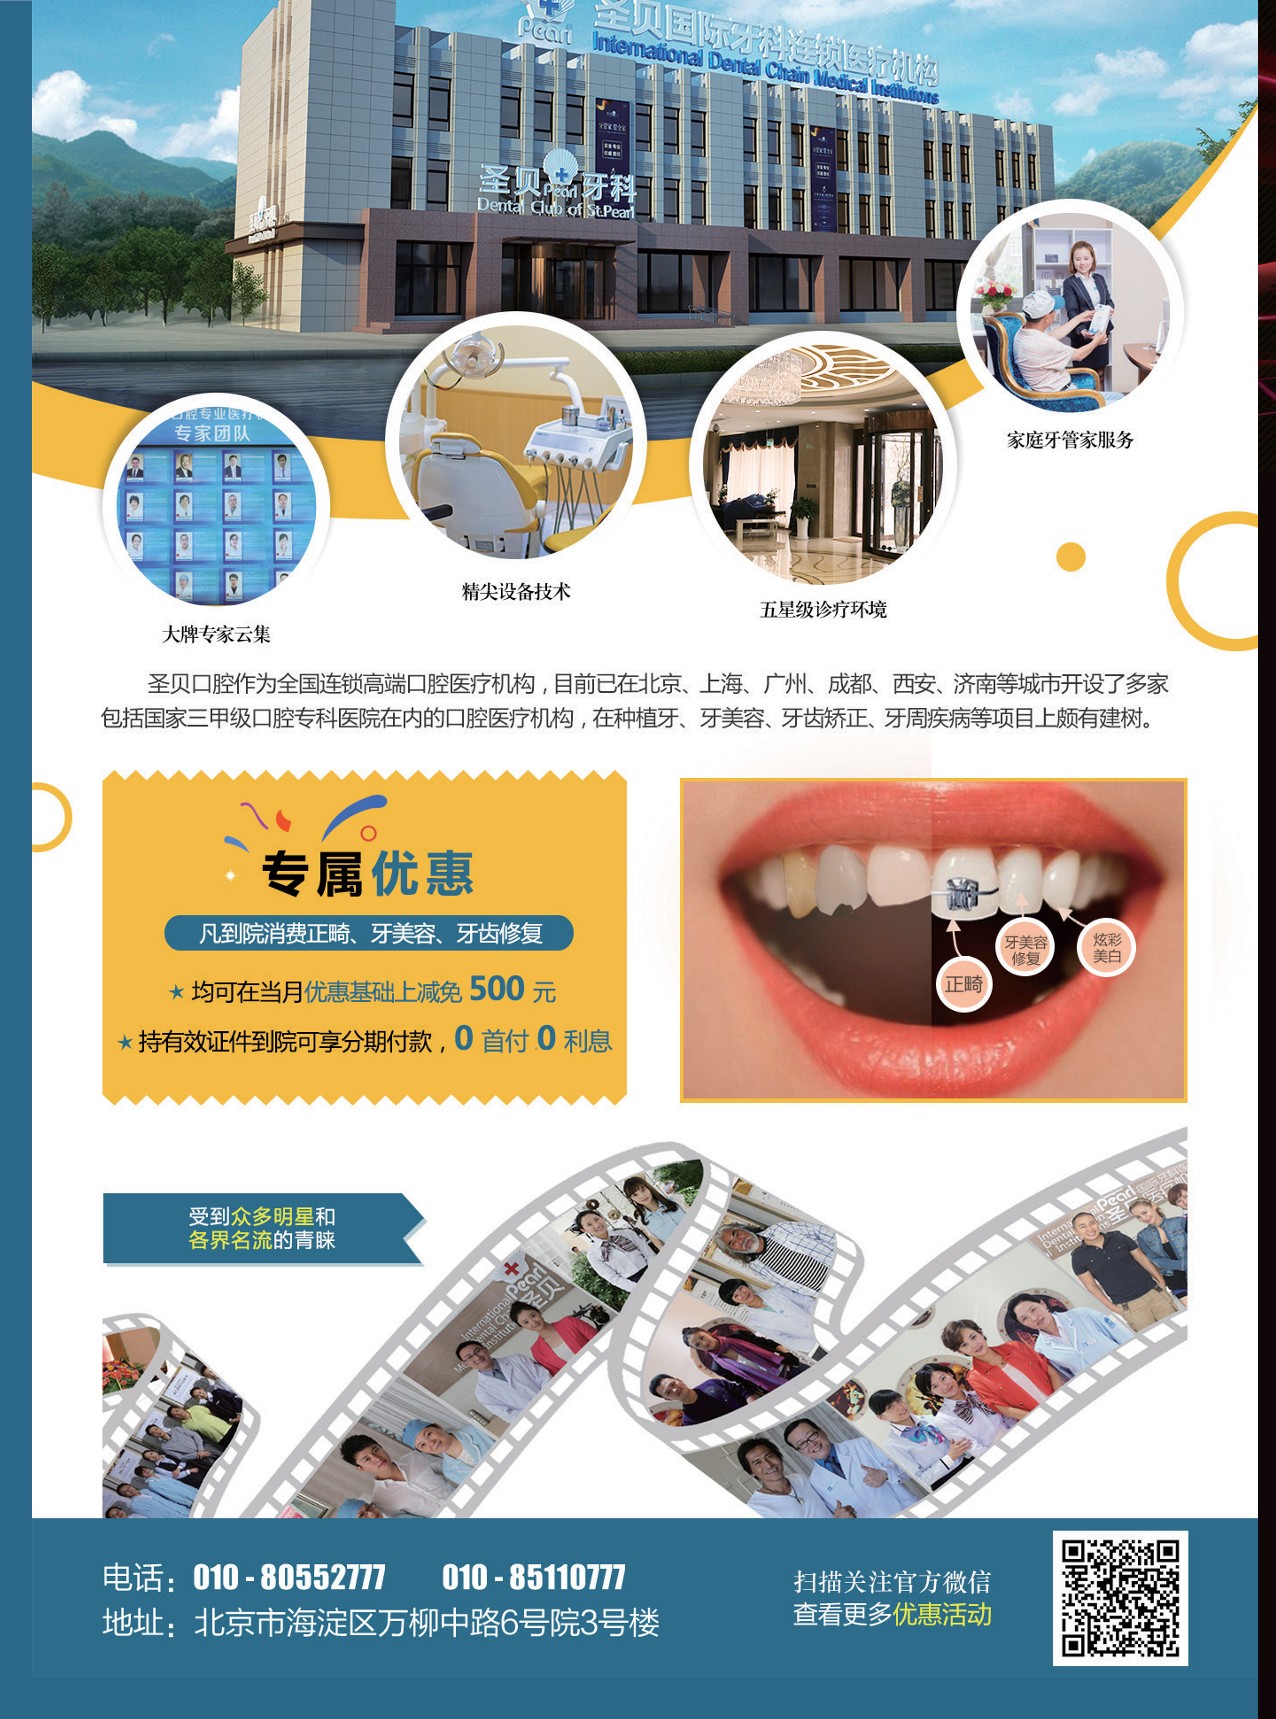 圣贝国际牙科连锁医疗机构
Pearl
International Dental Chain Medical Institutions
圣贝 Pearl 牙科
Dental Club of St.Pearl
口腔专业医疗
专家团队
大牌专家云集
精尖设备技术
五星级诊疗环境
家庭牙管家服务
圣贝口腔作为全国连锁高端口腔医疗机构，目前已在北京、上海、广州、成都、西安、济南等城市开设了多家
包括国家三甲级口腔专科医院在内的口腔医疗机构，在种植牙、牙美容、牙齿矫正、牙周疾病等项目上颇有建树。
专属优惠
凡到院消费正畸、牙美容、牙齿修复
★ 均可在当月优惠基础上减免 500 元
★ 持有效证件到院可享分期付款，0 首付 0 利息
正畸
牙美容
修复
炫彩
美白
受到众多明星和
各界名流的青睐
Pearl
圣贝
International
Pearl
International
圣贝
电话：010 - 80552777 010 - 85110777
地址：北京市海淀区万柳中路6号院3号楼
扫描关注官方微信
查看更多优惠活动